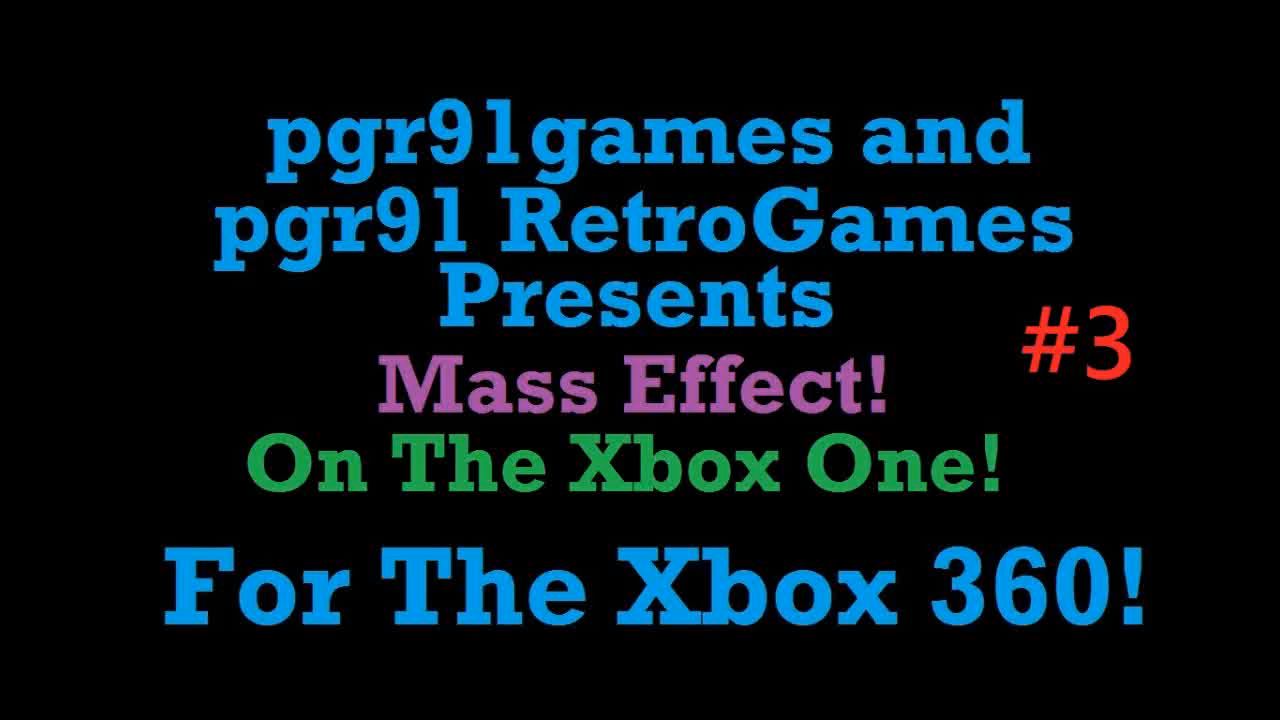 pgr91games and
pgr91 RetroGames
Presents
#3
Mass Effect!
On The Xbox One!
For The Xbox 360!